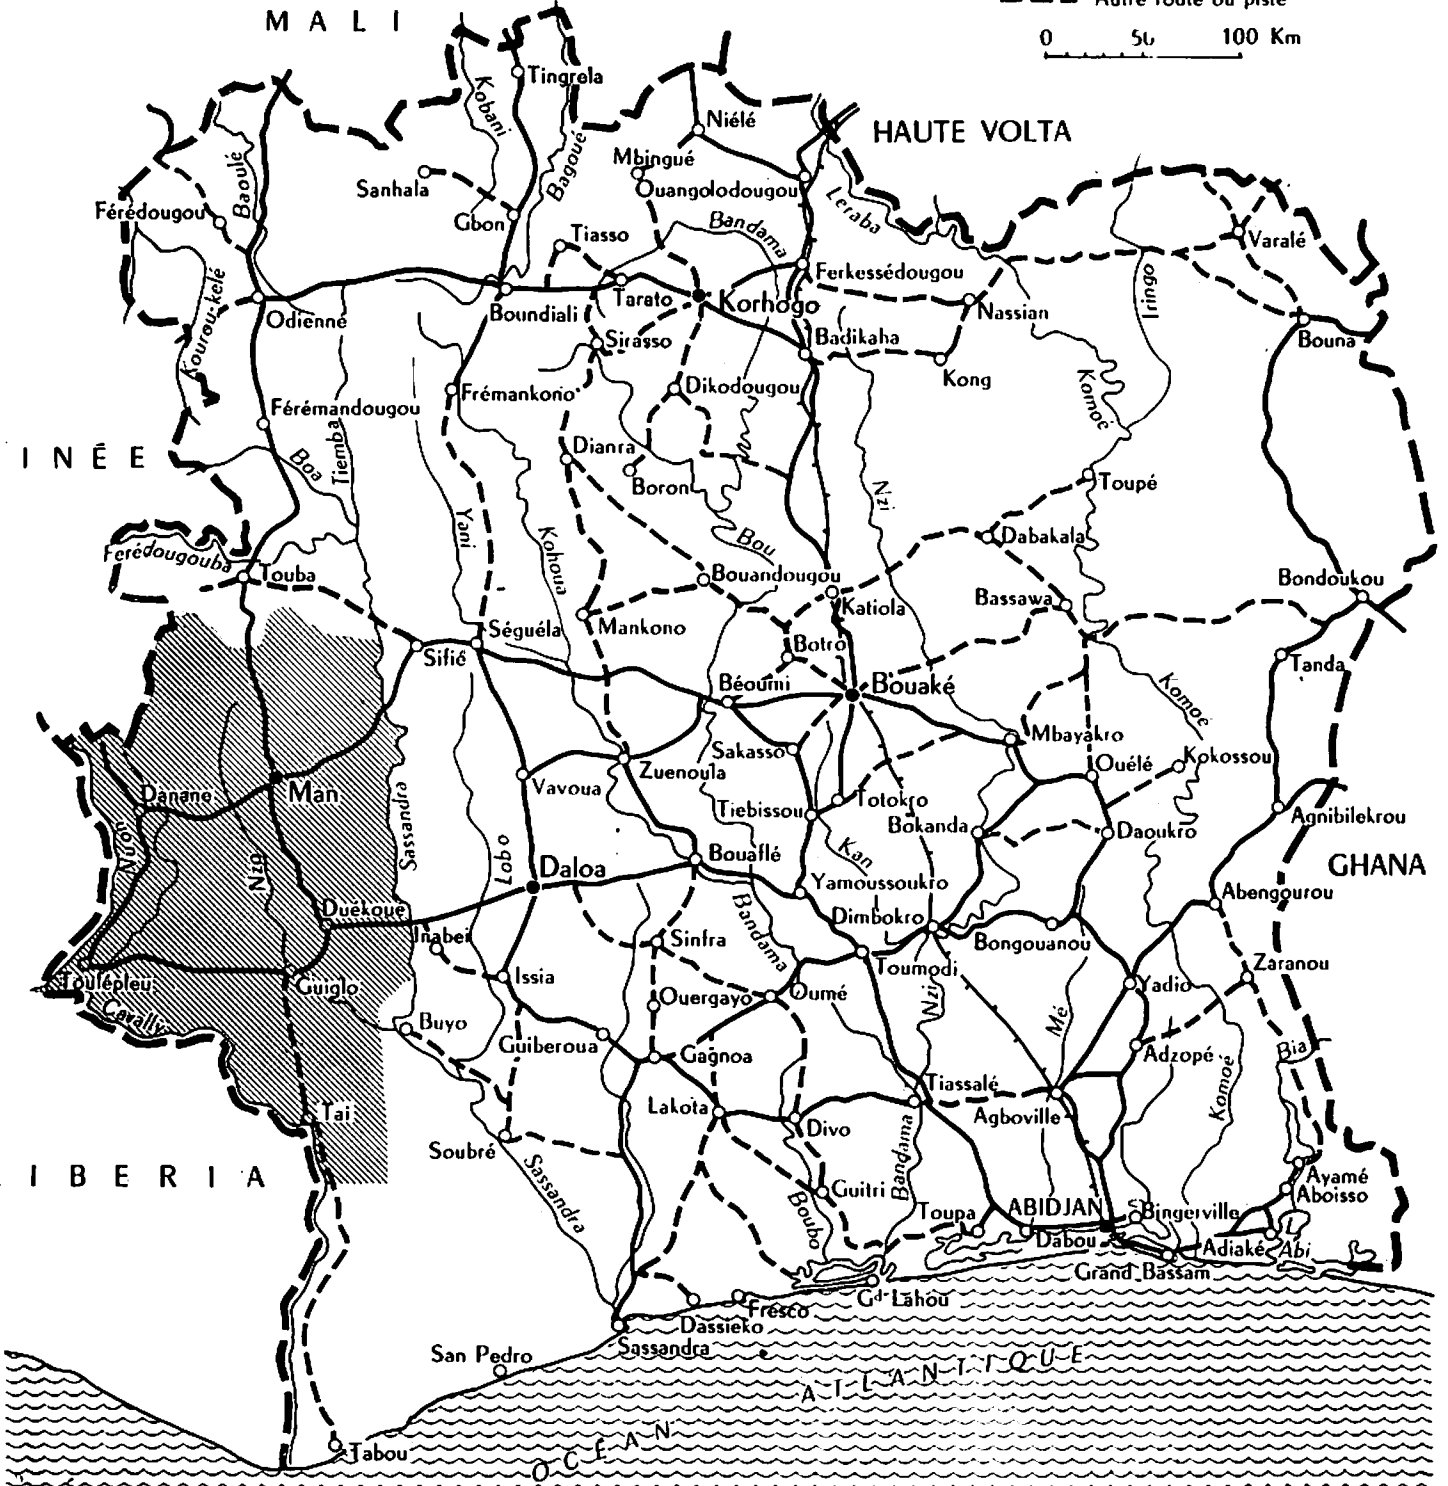 MALI
Autre route ou piste
0 50 100 Km
Tingrela
Kobani
Bagoué
Niélé
HAUTE VOLTA
Baoulé
Sanhala
Mbingué
Ouangolodougou
Férédougou
Gbon
Tiasso
Bandama
Leraba
Varalé
Kourou-kelé
Odienné
Boundiali
Tarato
Korhogo
Ferkessédougou
Nassian
Iringo
Bouna
Sirasso
Badikaha
Kong
Frémankono
Dikodougou
Komoé
Férémandougou
INÉE
Boa
Tiemba
Dianra
Boron
Nzi
Toupé
Yani
Kohoua
Bou
Dabakala
Ferédougouba
Touba
Bouandougou
Katiola
Bassawa
Bondoukou
Mankono
Séguéla
Sifié
Botro
Tanda
Béoumi
Bouaké
Komoé
Sakasso
Mbayakro
Ouélé
Kokossou
Zuenoula
Vavoua
Danane
Man
Sassandra
Tiebissou
Totokro
Bokanda
Daoukro
Agnibilekrou
Nuon
Nzo
Lobo
Daloa
Bouaflé
Kan
GHANA
Yamoussoukro
Abengourou
Duékoué
Inabei
Bandama
Dimbokro
Bongouanou
Sinfra
Toumodi
Zaranou
Toulépleu
Guiglo
Issia
Ouergayo
Oumé
Nzi
Yadio
Cavally
Buyo
Guiberoua
Gagnoa
Mé
Adzopé
Bia
Komoé
Tai
Lakota
Divo
Tiassalé
Agboville
Soubré
LIBERIA
Sassandra
Guitri
Boubo
Bandama
Toupa
ABIDJAN
Dabou
Bingerville
Ayamé
Aboisso
Adiaké
L.
Abi
Grand Bassam
Gd Lahou
Fresco
Dassieko
Sassandra
San Pedro
Tabou
OCÉAN ATLANTIQUE